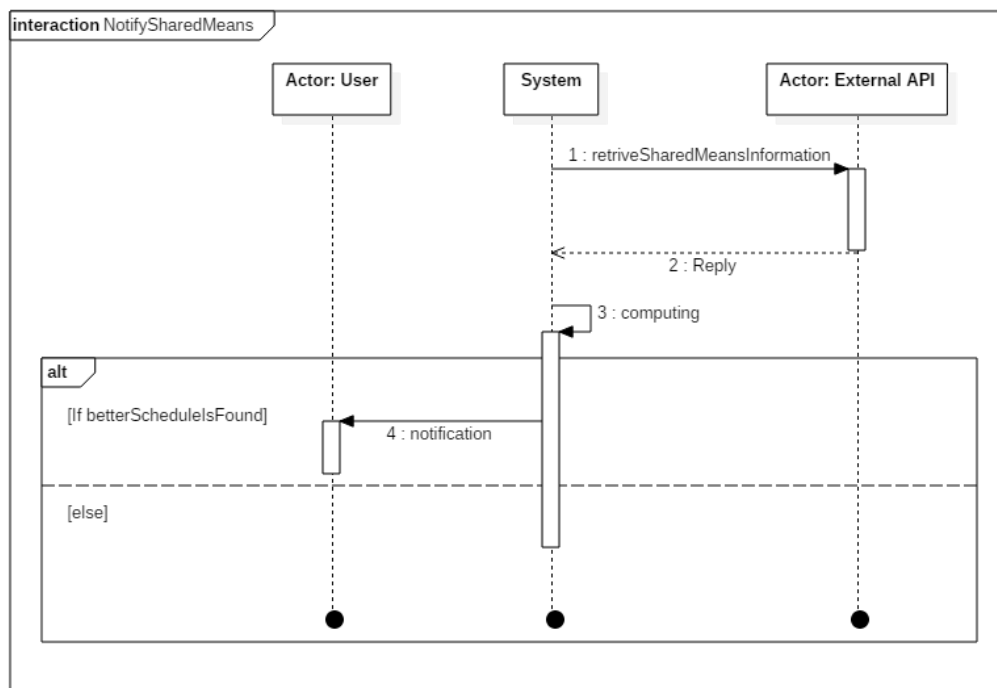 interaction NotifySharedMeans
Actor: User
System
Actor: External API
1 : retriveSharedMeansInformation
2 : Reply
3 : computing
alt
[If betterScheduleIsFound]
4 : notification
[else]